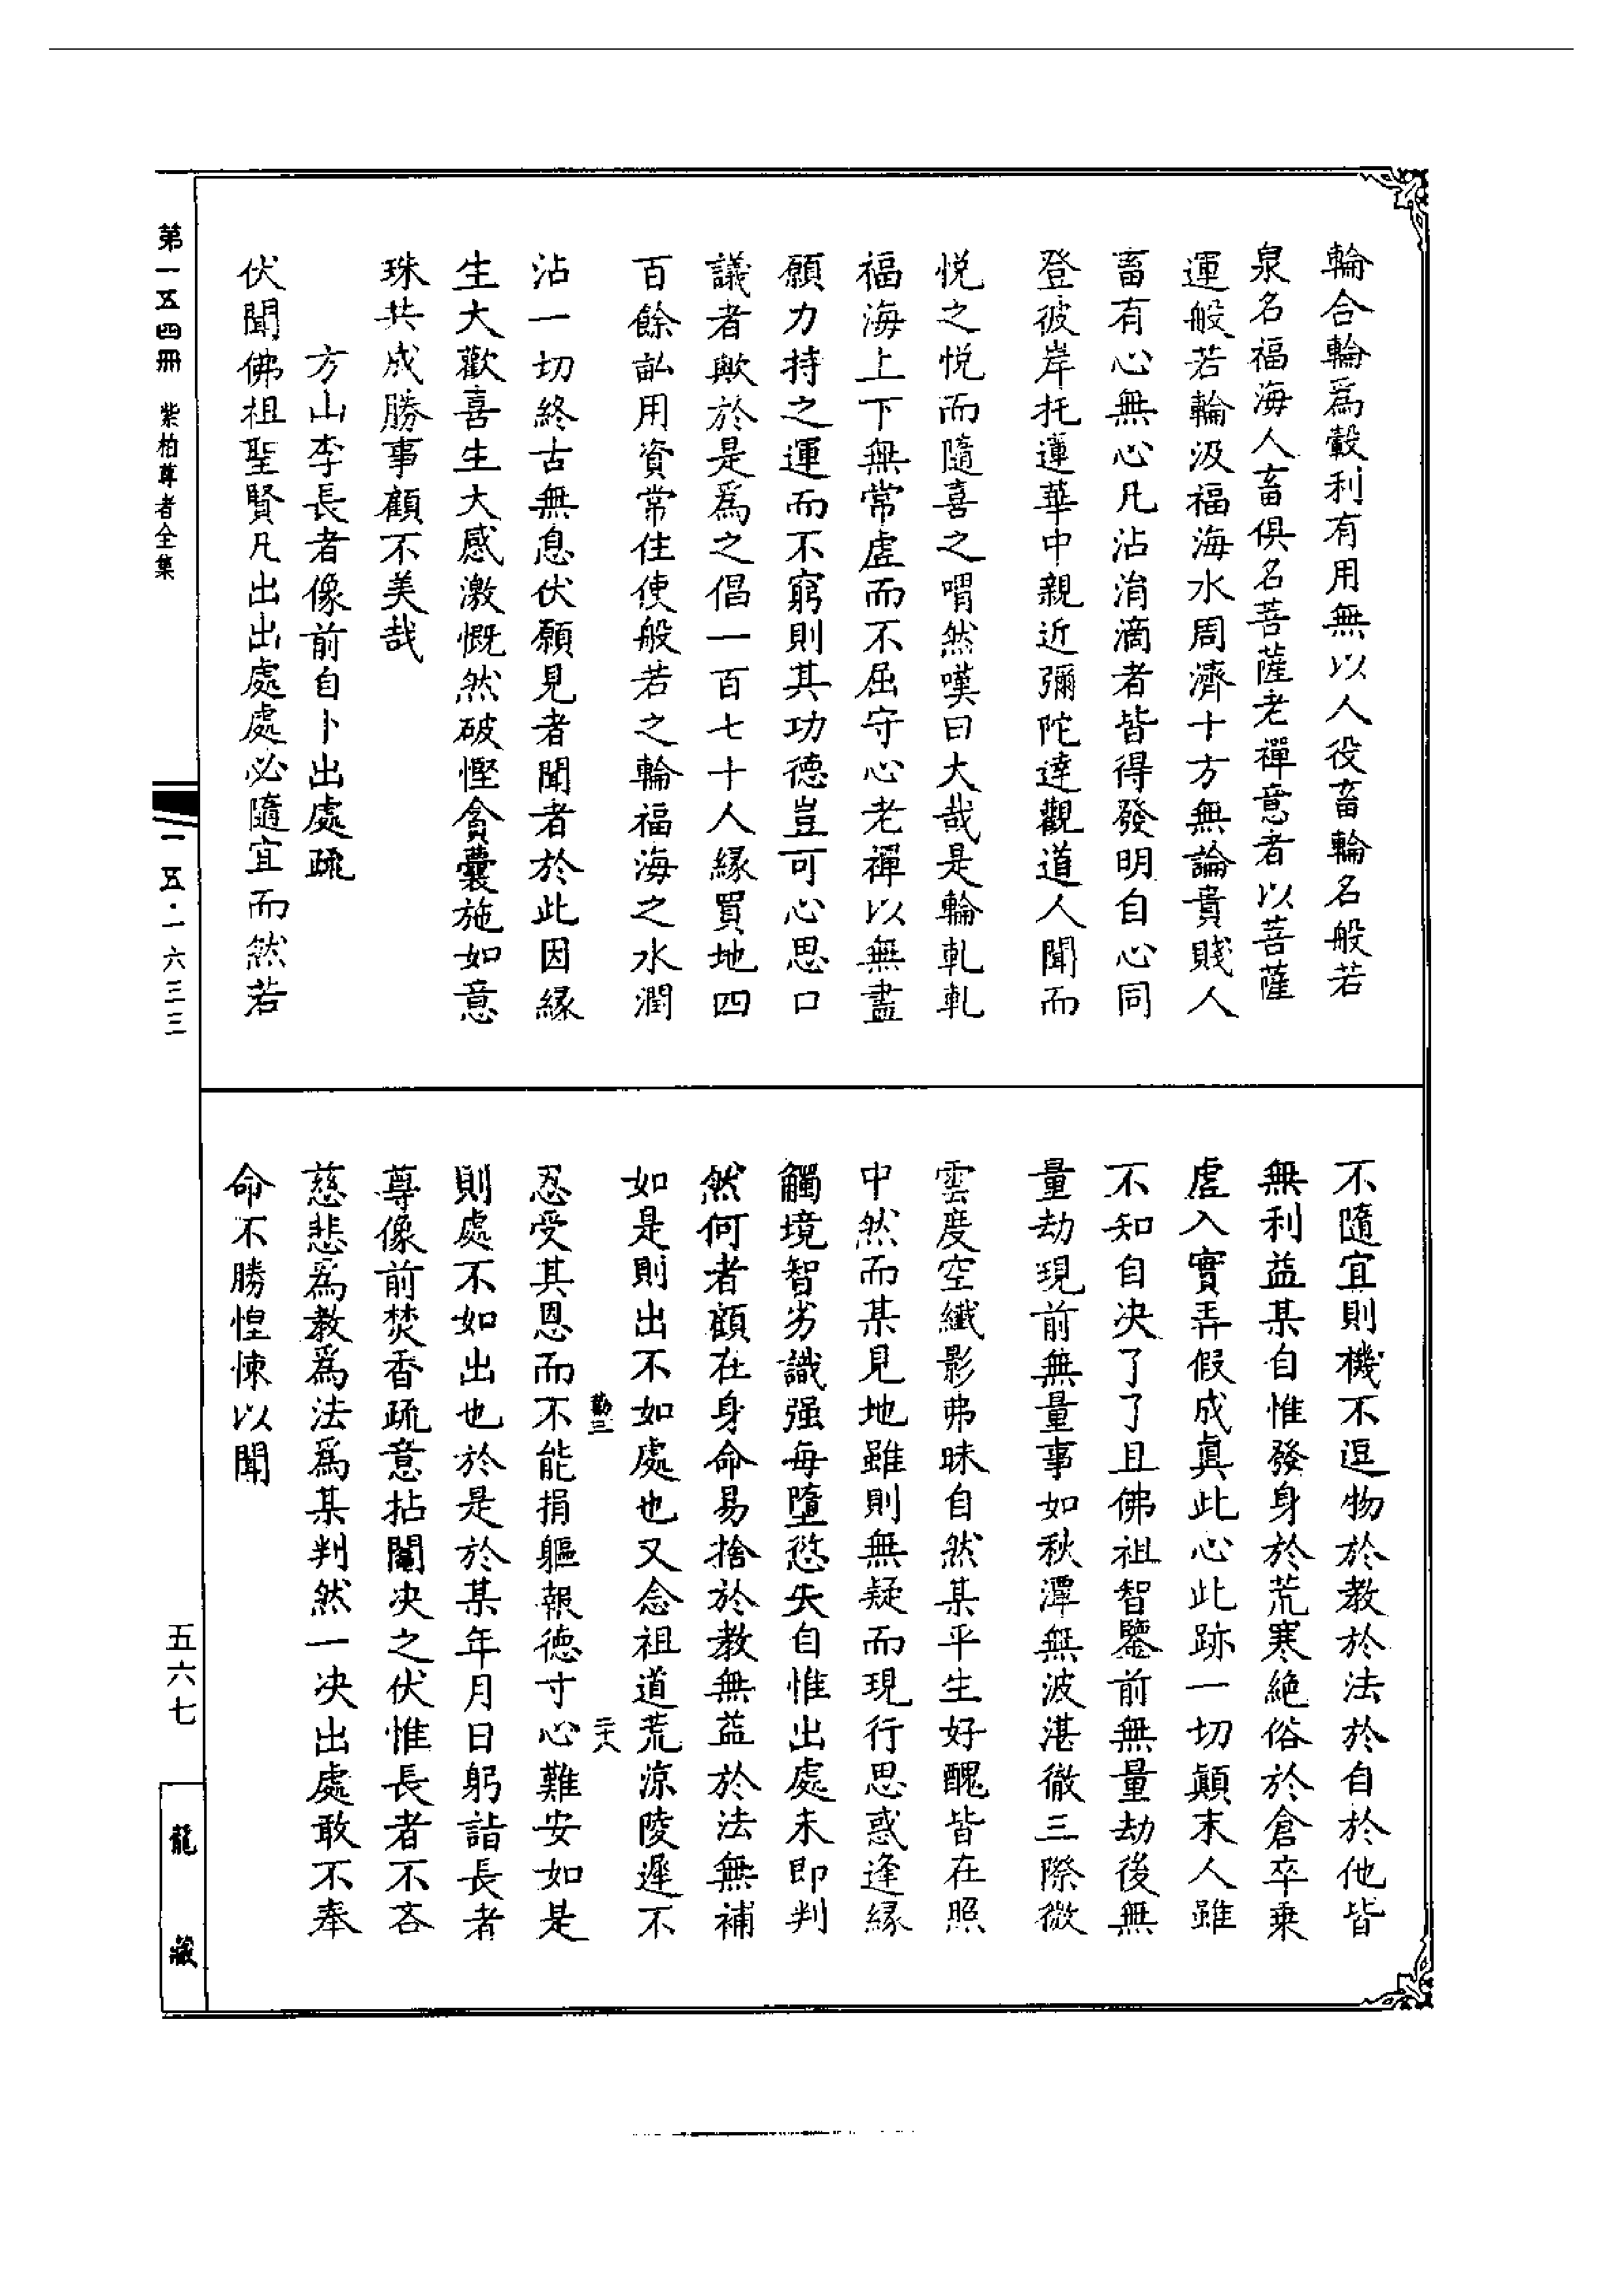 輪合輪爲轂利有用無以人役畜輪名般若
泉名福海人畜俱名菩薩老禪意者以菩薩
運般若輪汲福海水周濟十方無論貴賤人
畜有心無心凡沾涓滴者皆得發明自心同
登彼岸托蓮華中親近彌陀達觀道人聞而
悅之悅而隨喜之喟然嘆曰大哉是輪軋軋
福海上下無常虗而不屈守心老禪以無盡
願力持之運而不窮則其功德豈可心思口
議者歟於是爲之倡一百七十人緣買地四
百餘畆用資常住使般若之輪福海之水潤
沾一切終古無息伏願見者聞者於此因緣
生大歡喜生大感激慨然破慳貪囊施如意
珠共成勝事顧不美哉
方山李長者像前自卜出處疏
伏聞佛祖聖賢凡出出處處必隨宜而然若
不隨宜則機不逗物於教於法於自於他皆
無利益某自惟發身於荒寒絶俗於倉卒乗
虗入實弄假成真此心此跡一切顚末人雖
不知自决了了且佛祖智鑒前無量劫後無
量劫現前無量事如秋潭無波湛徹三際微
雲度空纖影弗昧自然某平生好醜皆在照
中然而某見地雖則無疑而現行思惑逢緣
觸境智劣識强每墮愆失自惟出處未即判
然何者顧在身命易捨於教無益於法無補
如是則出不如處也又念祖道荒凉陵遲不
勸三
二十八
忍受其恩而不能捐軀報德寸心難安如是
則處不如出也於是於某年月日躬詣長者
尊像前焚香疏意拈鬮决之伏惟長者不吝
慈悲爲教爲法爲某判然一决出處敢不奉
命不勝惶悚以聞
第一五四冊 紫柏尊者全集
一五·一六三三
五六七
龍藏